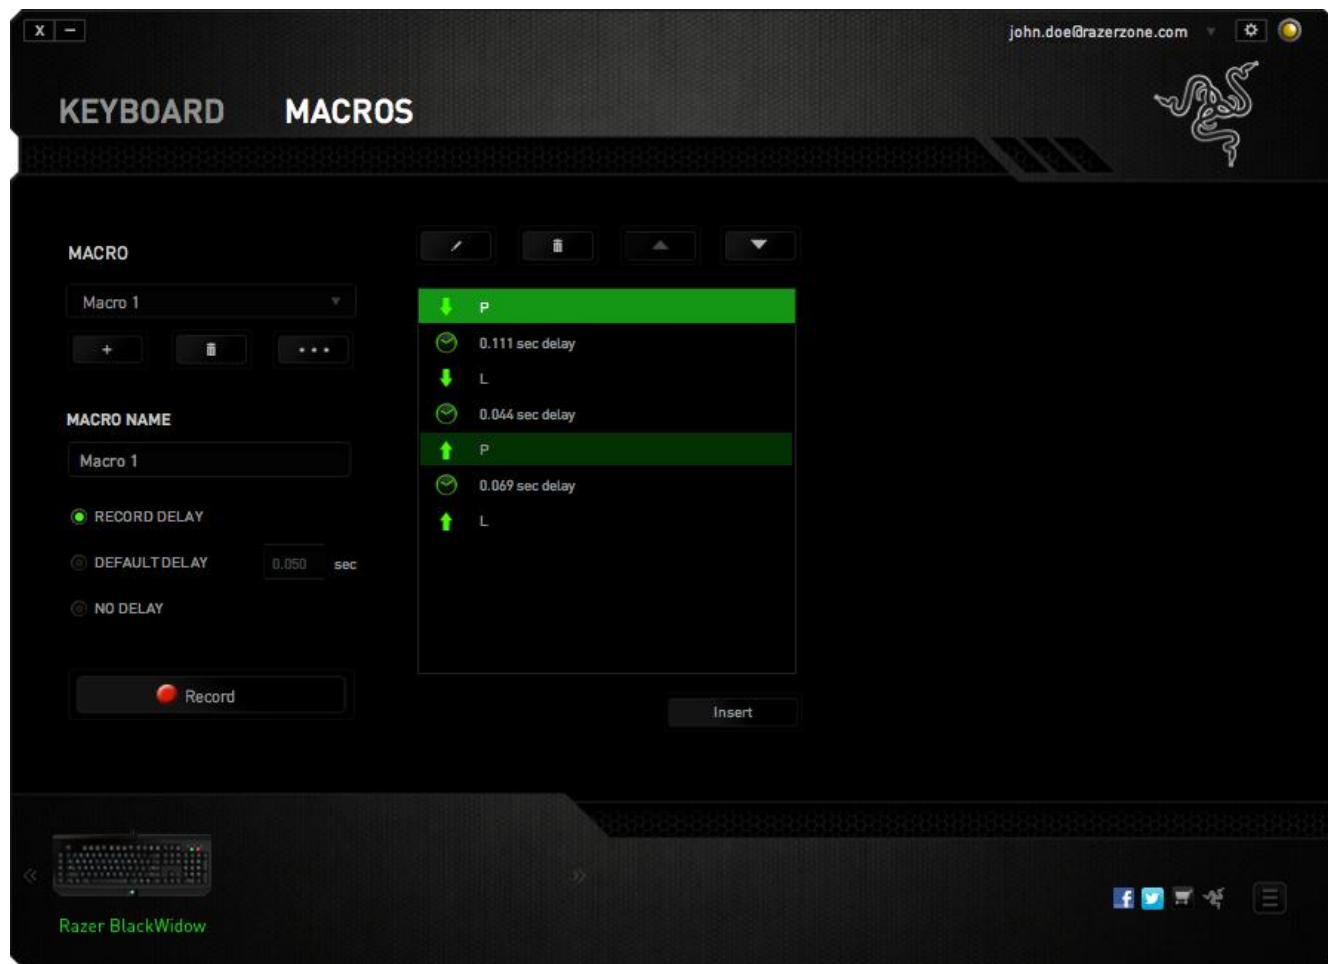 X –
john.doe@razerzone.com
KEYBOARD MACROS
MACRO
Macro 1
+
MACRO NAME
Macro 1
RECORD DELAY
DEFAULT DELAY 0.050 sec
NO DELAY
Record
P
0.111 sec delay
L
0.044 sec delay
P
0.069 sec delay
L
Insert
Razer BlackWidow